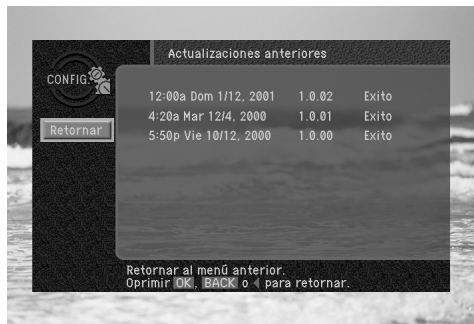 Actualizaciones anteriores
CONFIG.
12:00a Dom 1/12, 2001 1.0.02 Exito
4:20a Mar 12/4, 2000 1.0.01 Exito
5:50p Vie 10/12, 2000 1.0.00 Exito
Retornar
Retornar al menú anterior.
Oprimir OK, BACK o ◀ para retornar.